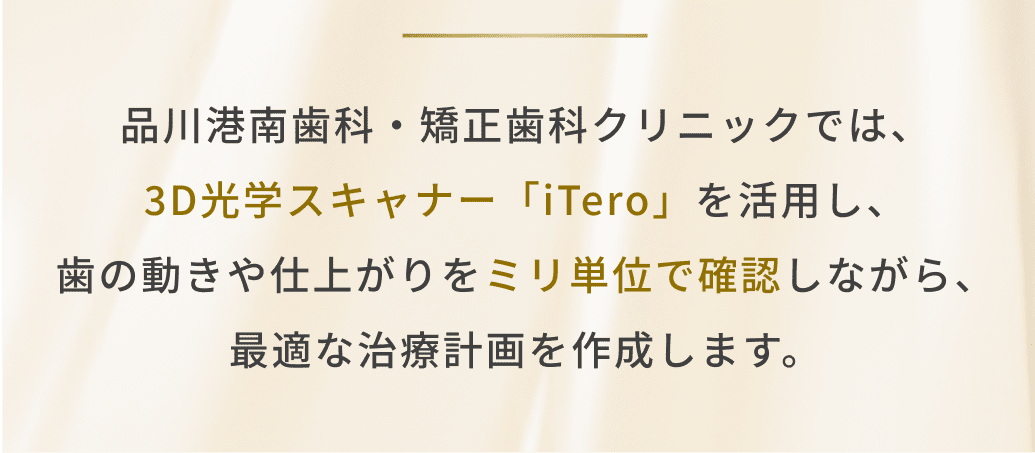 品川港南歯科・矯正歯科クリニックでは、
3D光学スキャナー「iTero」を活用し、
歯の動きや仕上がりをミリ単位で確認しながら、
最適な治療計画を作成します。